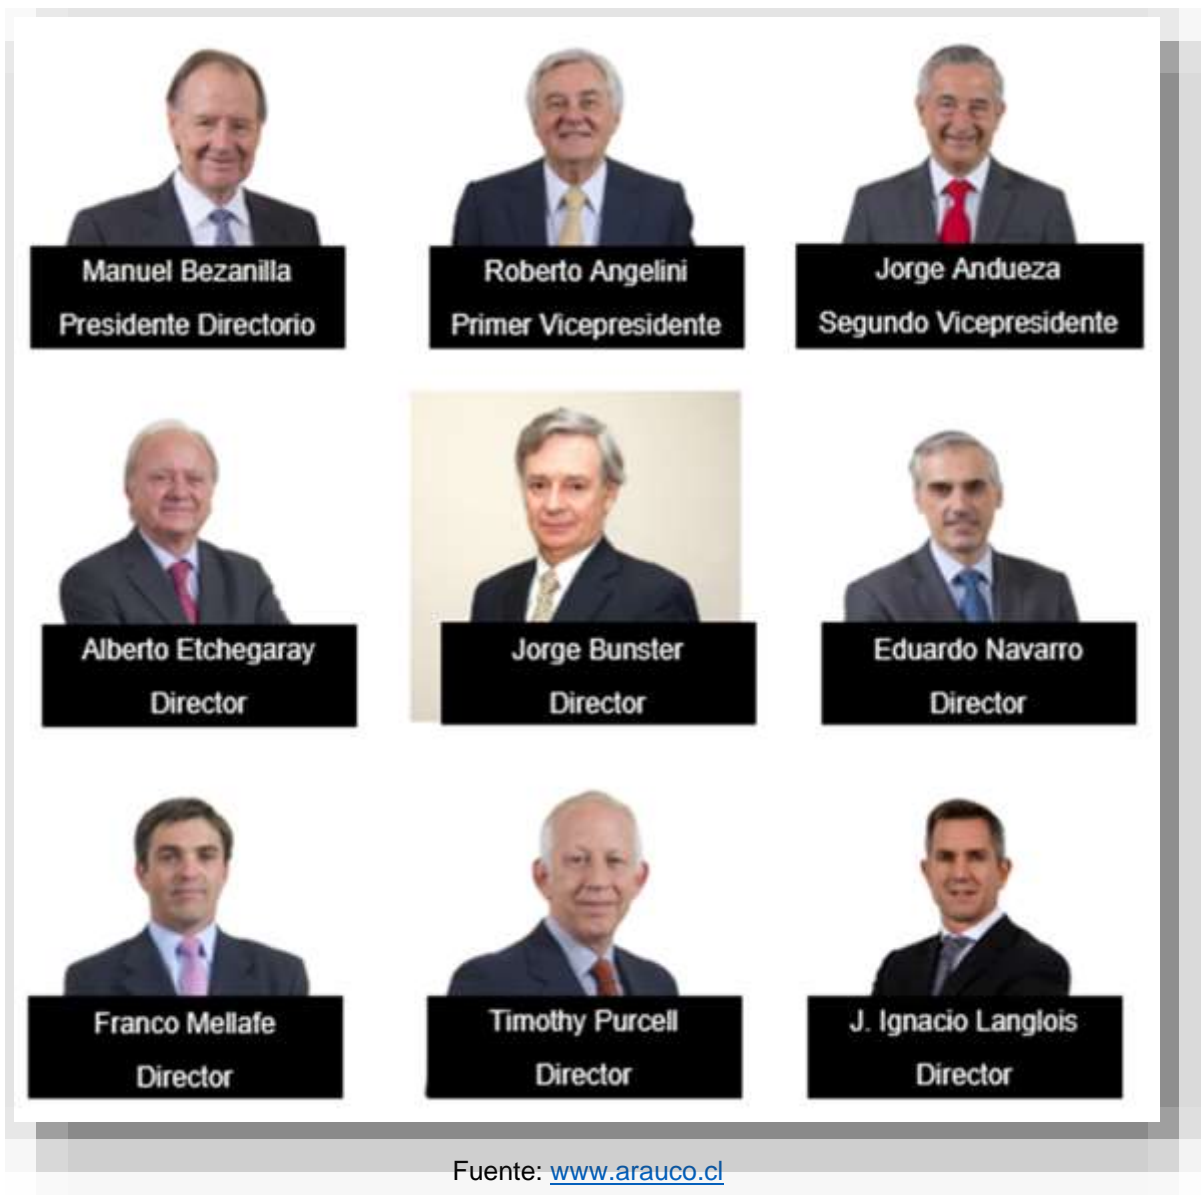 Manuel Bezanilla
Presidente Directorio
Roberto Angelini
Primer Vicepresidente
Jorge Andueza
Segundo Vicepresidente
Alberto Etchegaray
Director
Jorge Bunster
Director
Eduardo Navarro
Director
Franco Mellafe
Director
Timothy Purcell
Director
J. Ignacio Langlois
Director
Fuente: www.arauco.cl